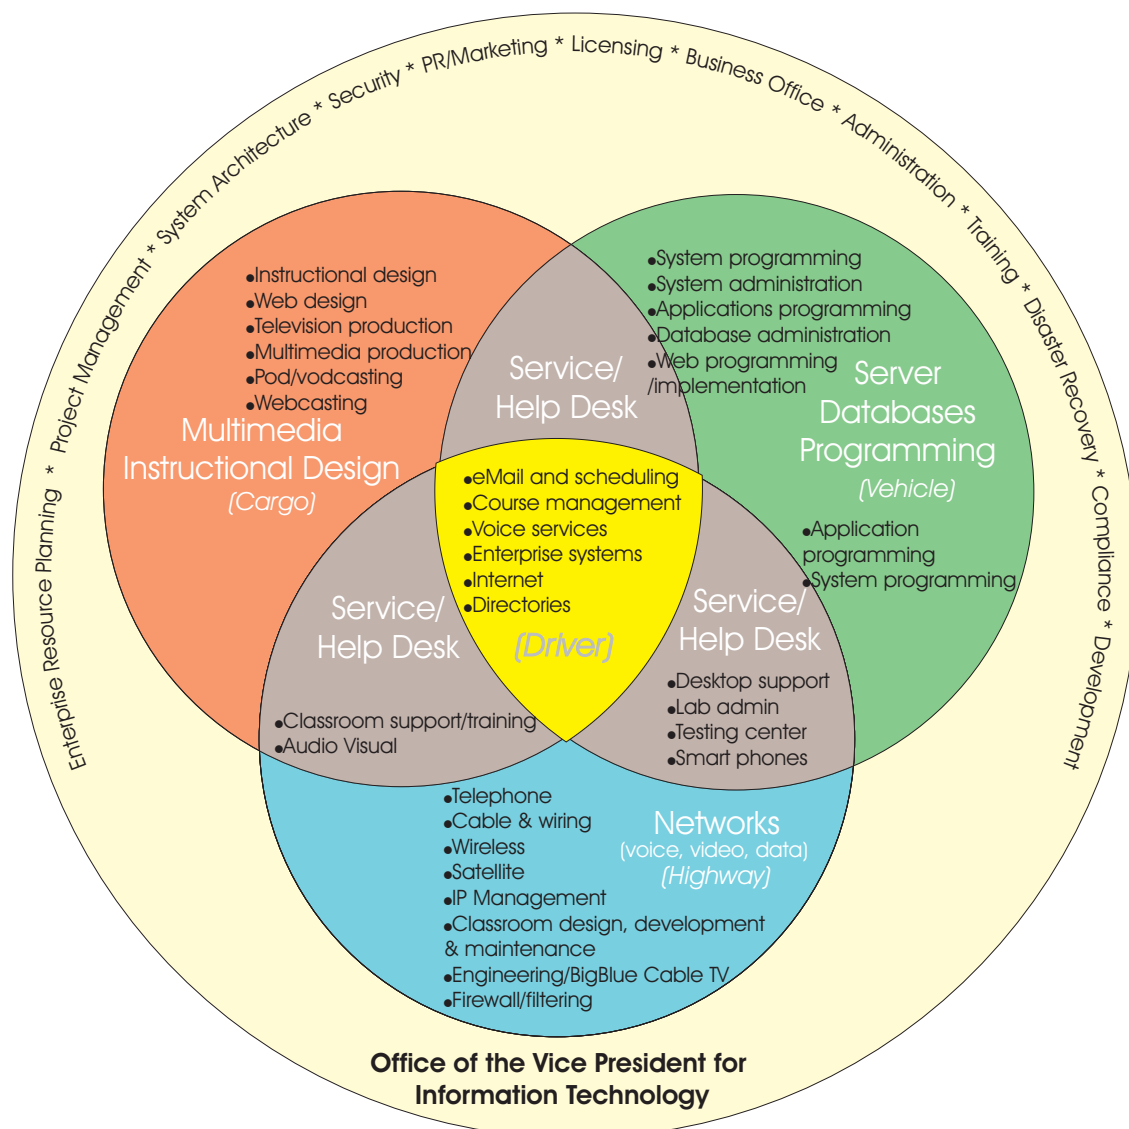 Enterprise Resource Planning * Project Management * System Architecture * Security * PR/Marketing * Licensing * Business Office * Administration * Training * Disaster Recovery * Compliance * Development
●Instructional design
●Web design
●Television production
●Multimedia production
●Pod/vodcasting
●Webcasting
Multimedia
Instructional Design
(Cargo)
Service/
Help Desk
●System programming
●System administration
●Applications programming
●Database administration
●Web programming
/implementation
Server
Databases
Programming
(Vehicle)
●Application
programming
●System programming
●eMail and scheduling
●Course management
●Voice services
●Enterprise systems
●Internet
●Directories
(Driver)
Service/
Help Desk
●Classroom support/training
●Audio Visual
Service/
Help Desk
●Desktop support
●Lab admin
●Testing center
●Smart phones
●Telephone
●Cable & wiring
●Wireless
●Satellite
●IP Management
●Classroom design, development
& maintenance
●Engineering/BigBlue Cable TV
●Firewall/filtering
Networks
(voice, video, data)
(Highway)
Office of the Vice President for
Information Technology